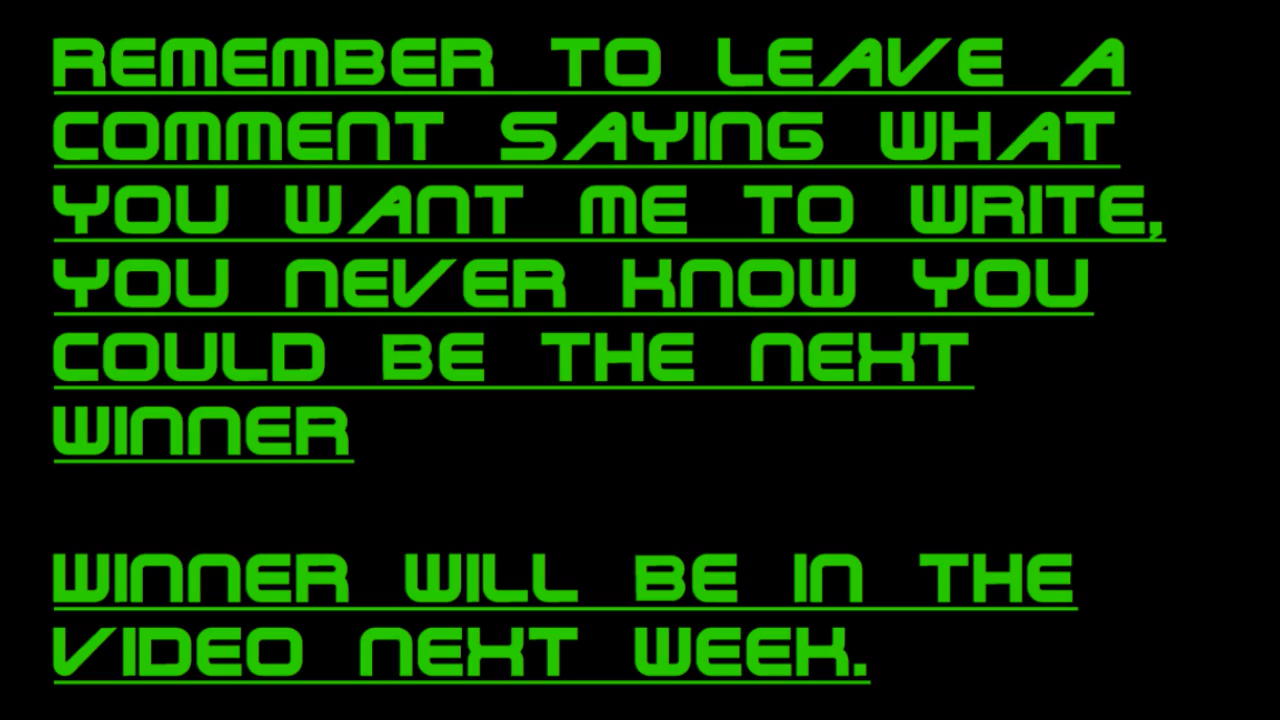 REMEMBER TO LEAVE A
COMMENT SAYING WHAT
YOU WANT ME TO WRITE,
YOU NEVER KNOW YOU
COULD BE THE NEXT
WINNER
WINNER WILL BE IN THE
VIDEO NEXT WEEK.